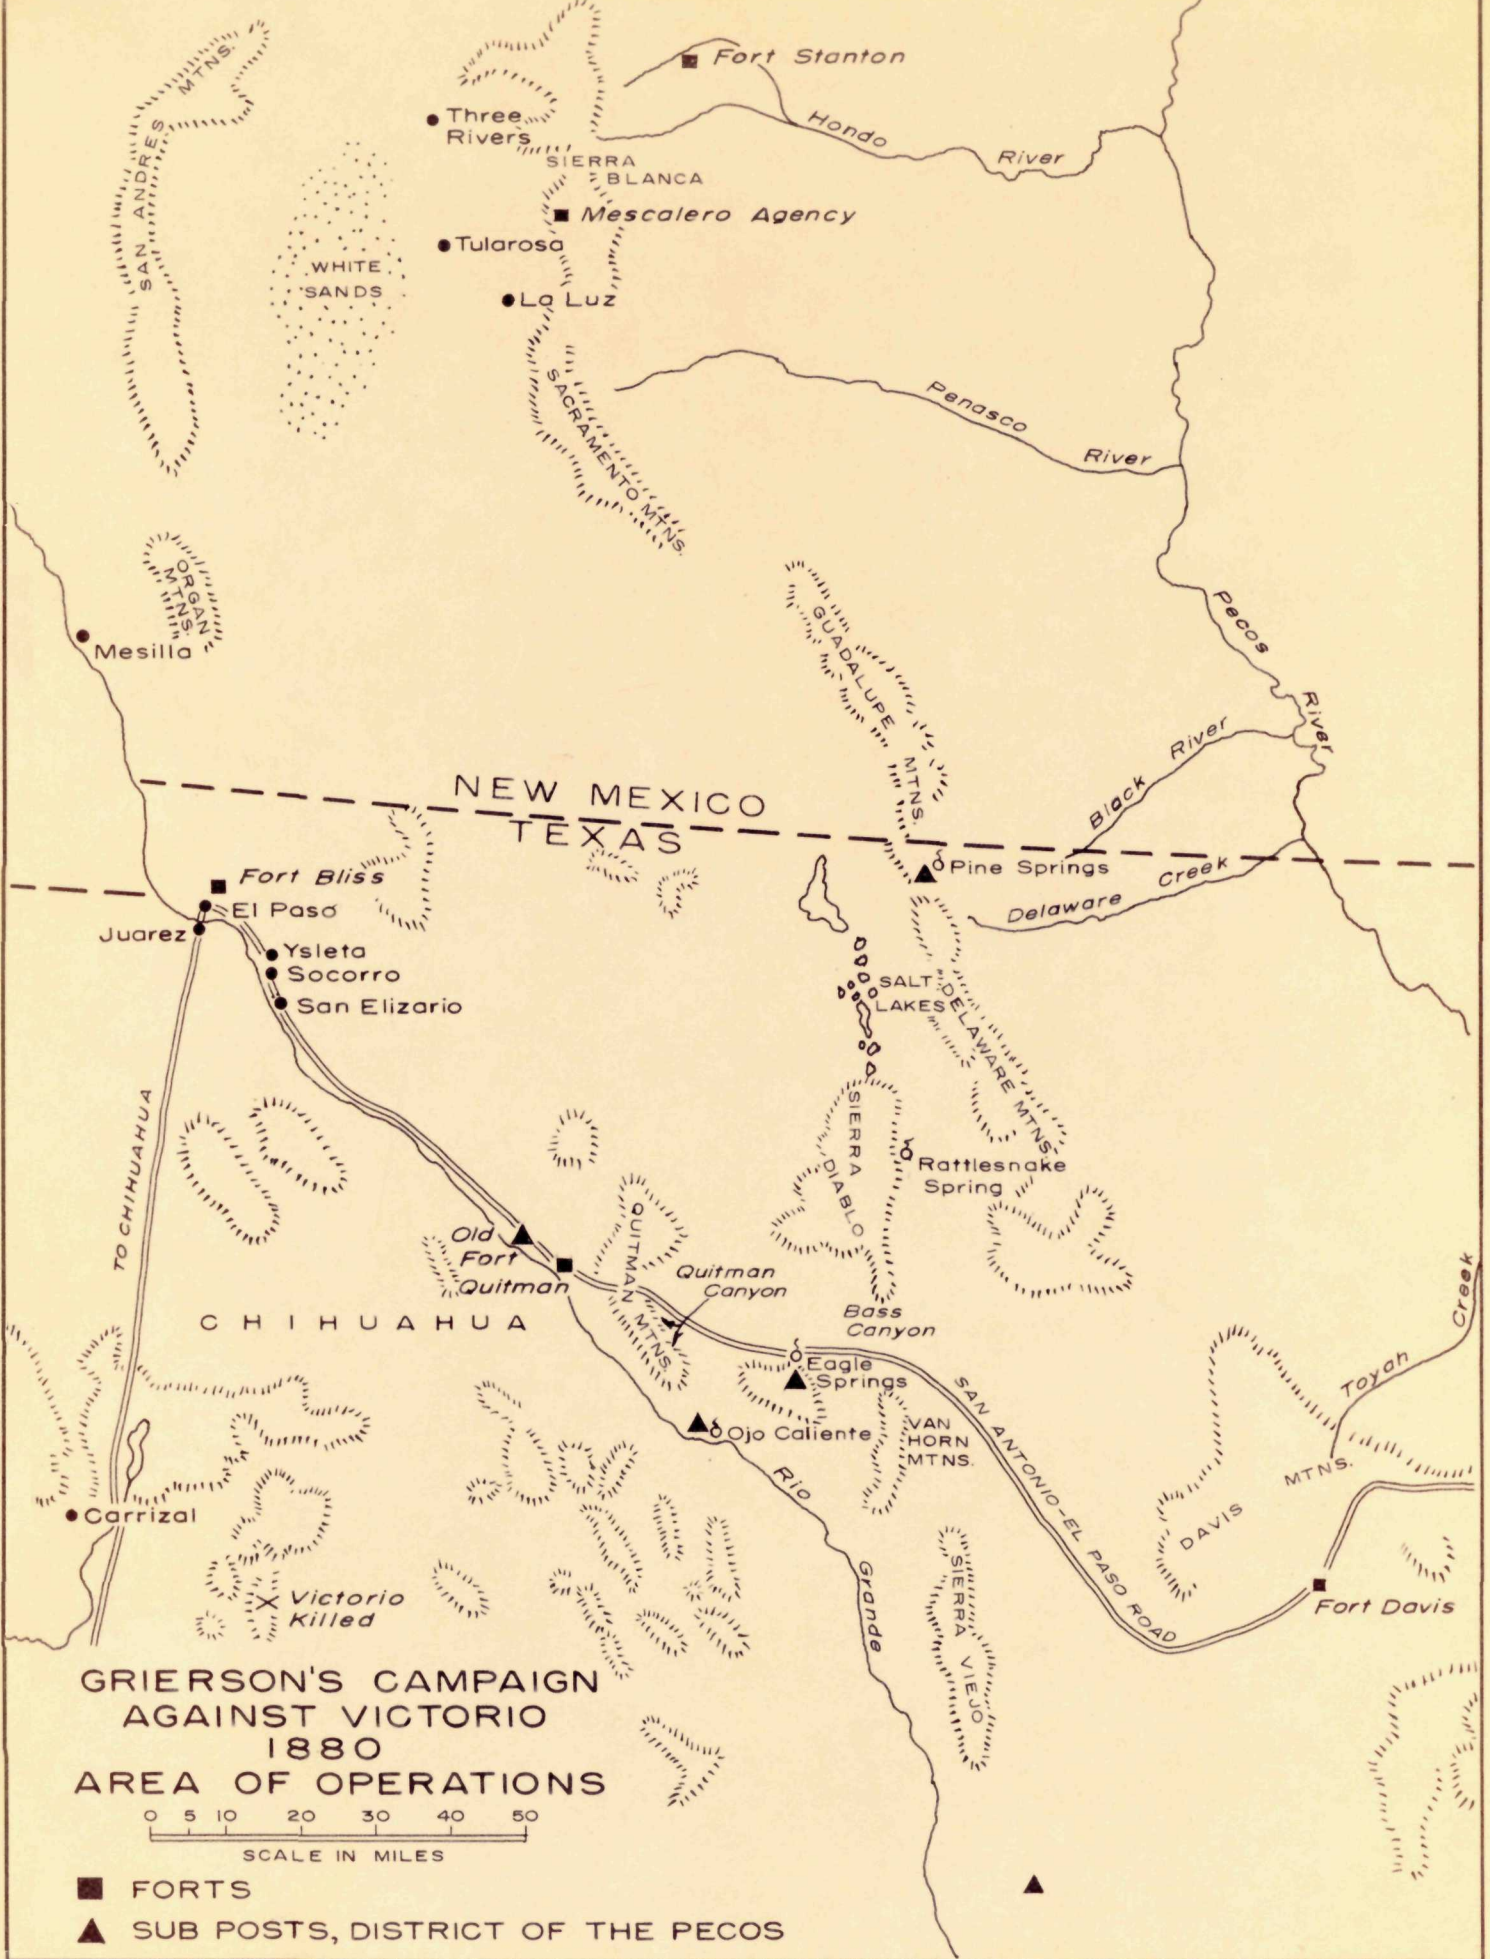 SAN ANDRES MTNS.
Fort Stanton
Three
Rivers
Hondo River
SIERRA
BLANCA
Mescalero Agency
Tularosa
WHITE
SANDS
La Luz
SACRAMENTO MTNS.
Penasco River
ORGAN
MTNS.
Mesilla
GUADALUPE MTNS.
Pecos River
Black River
NEW MEXICO
TEXAS
Fort Bliss
Pine Springs
Delaware Creek
El Paso
Juarez
Ysleta
Socorro
San Elizario
SALT
LAKES
DELAWARE MTNS.
TO CHIHUAHUA
SIERRA
DIABLO
Rattlesnake
Spring
Old
Fort
Quitman
QUITMAN MTNS.
Quitman
Canyon
CHIHUAHUA
Bass
Canyon
Eagle
Springs
Toyah Creek
SAN ANTONIO-EL PASO ROAD
Ojo Caliente
VAN
HORN
MTNS.
DAVIS MTNS.
Rio Grande
Carrizal
SIERRA VIEJO
Victorio
Killed
Fort Davis
GRIERSON'S CAMPAIGN
AGAINST VICTORIO
1880
AREA OF OPERATIONS
0 5 10 20 30 40 50
SCALE IN MILES
FORTS
SUB POSTS, DISTRICT OF THE PECOS